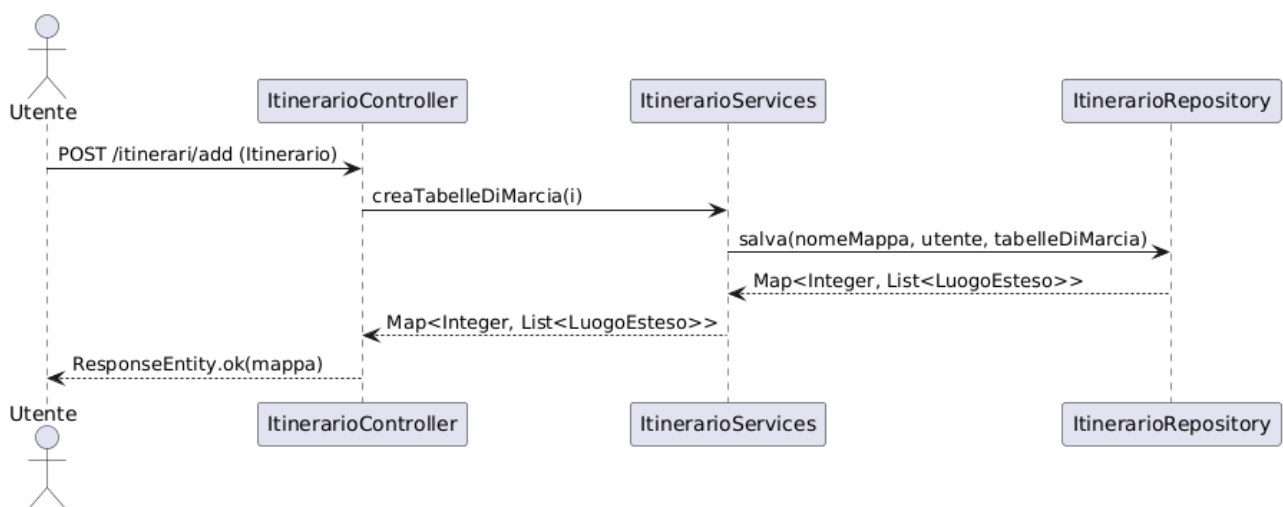 Utente
ItinerarioController
ItinerarioServices
ItinerarioRepository
POST /itinerari/add (Itinerario)
creaTabelleDiMarcia(i)
salva(nomeMappa, utente, tabelleDiMarcia)
Map<Integer, List<LuogoEsteso>>
Map<Integer, List<LuogoEsteso>>
ResponseEntity.ok(mappa)
Utente
ItinerarioController
ItinerarioServices
ItinerarioRepository